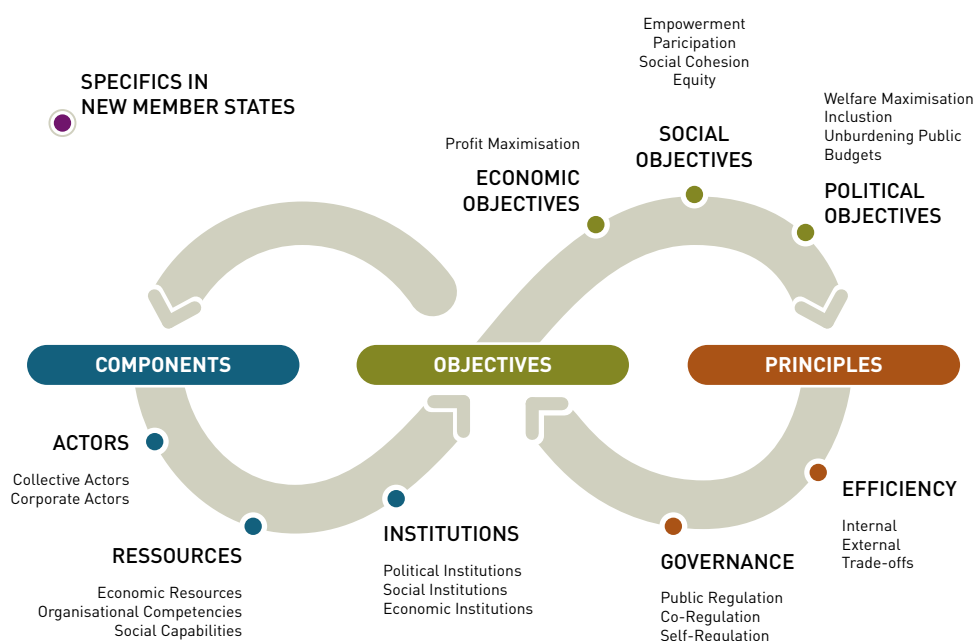 SPECIFICS IN
NEW MEMBER STATES
Empowerment
Paricipation
Social Cohesion
Equity
SOCIAL
OBJECTIVES
Profit Maximisation
ECONOMIC
OBJECTIVES
Welfare Maximisation
Inclustion
Unburdening Public
Budgets
POLITICAL
OBJECTIVES
COMPONENTS
OBJECTIVES
PRINCIPLES
ACTORS
Collective Actors
Corporate Actors
RESSOURCES
Economic Resources
Organisational Competencies
Social Capabilities
INSTITUTIONS
Political Institutions
Social Institutions
Economic Institutions
GOVERNANCE
Public Regulation
Co-Regulation
Self-Regulation
EFFICIENCY
Internal
External
Trade-offs